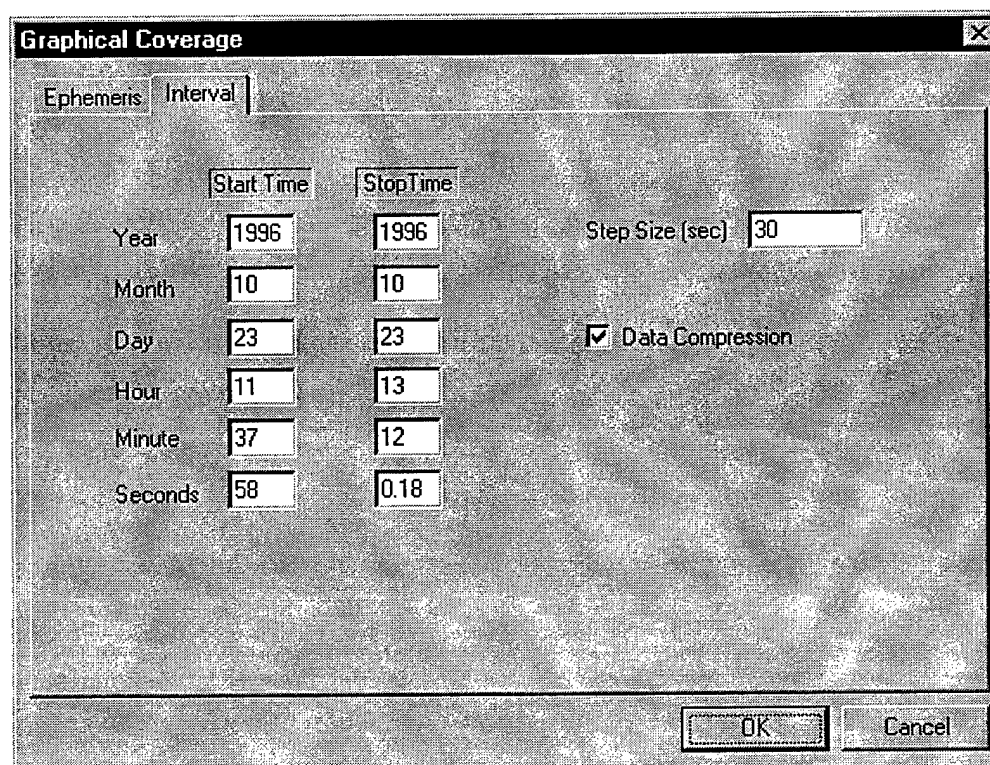 Graphical Coverage
Ephemeris Interval
Start Time StopTime
Year 1996 1996 Step Size (sec) 30
Month 10 10
Day 23 23 Data Compression
Hour 11 13
Minute 37 12
Seconds 58 0.18
OK Cancel